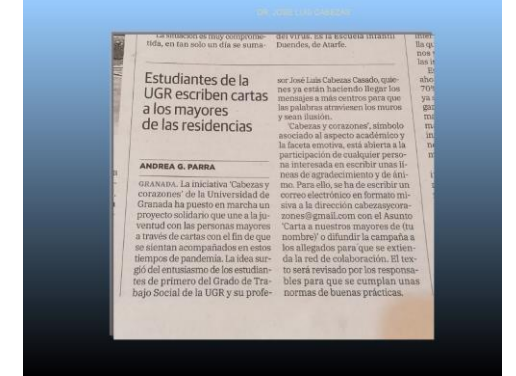 DR. JOSE LUIS CABEZAS
La situación es muy comprome-
tida, en tan solo un día se suma-
del virus. Es la escuela infantil
Duendes, de Atarfe.
Estudiantes de la
UGR escriben cartas
a los mayores
de las residencias
ANDREA G. PARRA
GRANADA. La iniciativa 'Cabezas y
corazones' de la Universidad de
Granada ha puesto en marcha un
proyecto solidario que une a la ju-
ventud con las personas mayores
a través de cartas con el fin de que
se sientan acompañados en estos
tiempos de pandemia. La idea sur-
gió del entusiasmo de los estudian-
tes de primero del Grado de Tra-
bajo Social de la UGR y su profe-
sor José Luis Cabezas Casado, quie-
nes ya están haciendo llegar los
mensajes a más centros para que
las palabras atraviesen los muros
y sean ilusión.
'Cabezas y corazones', símbolo
asociado al aspecto académico y
la faceta emotiva, está abierta a la
participación de cualquier perso-
na interesada en escribir unas lí-
neas de agradecimiento y de áni-
mo. Para ello, se ha de escribir un
correo electrónico en formato mi-
siva a la dirección cabezasycora-
zones@gmail.com con el Asunto
'Carta a nuestros mayores de (tu
nombre)' o difundir la campaña a
los allegados para que se extien-
da la red de colaboración. El tex-
to será revisado por los responsa-
bles para que se cumplan unas
normas de buenas prácticas.